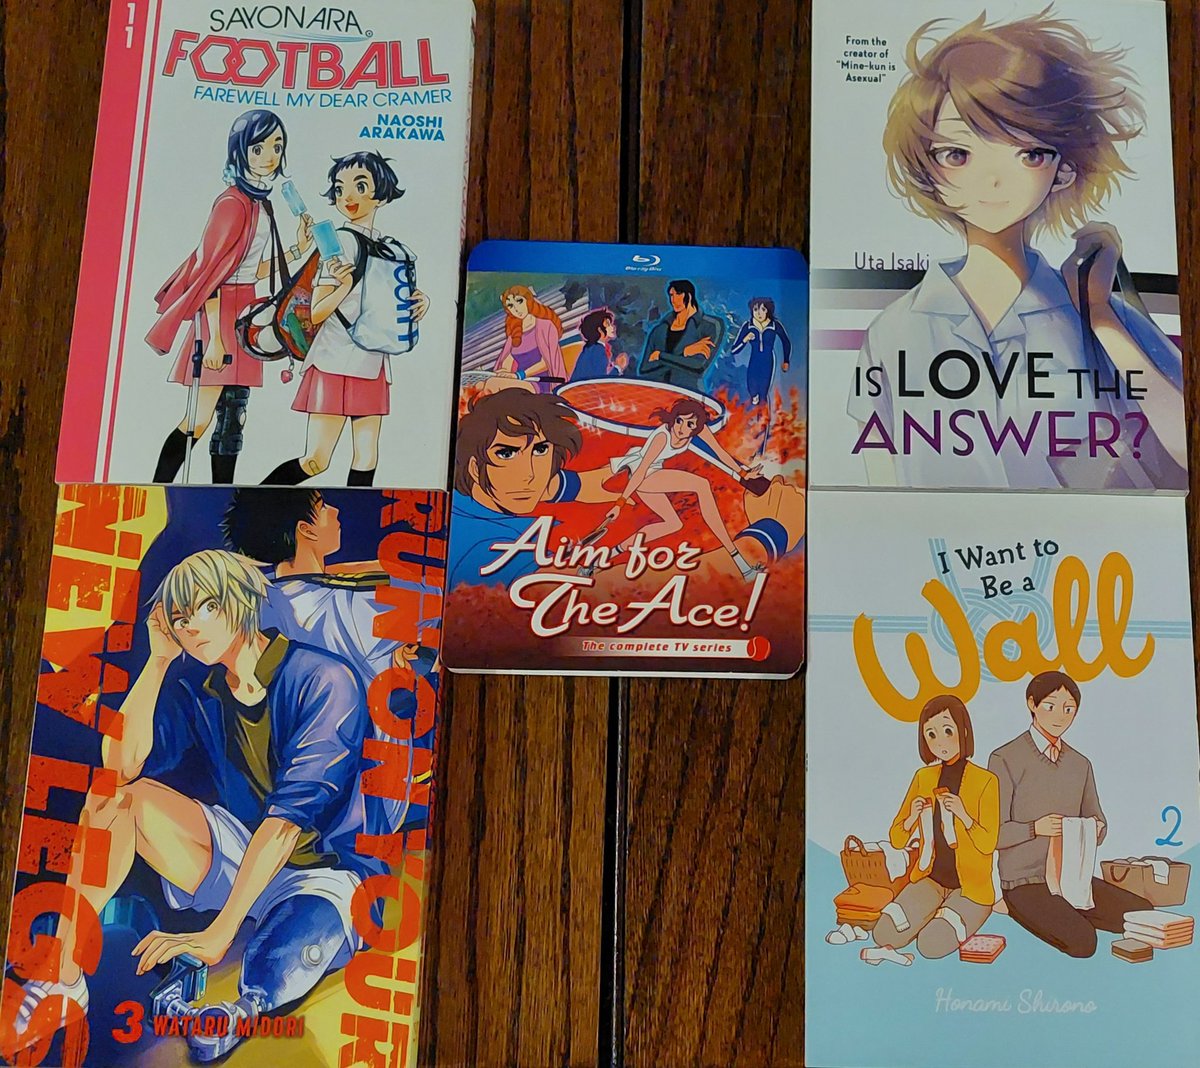 11
SAYONARA
FOOTBALL
FAREWELL MY DEAR CRAMER
NAOSHI
ARAKAWA
RUN ON YOUR
NEW LEGS
3 WATARU MIDORI
Blu-ray Disc
Aim for
The Ace!
The complete TV series
From the
creator of
"Mine-kun is
Asexual"
Uta Isaki
IS LOVE THE
ANSWER?
I Want to
Be a
Wall
2
Honami Shirono